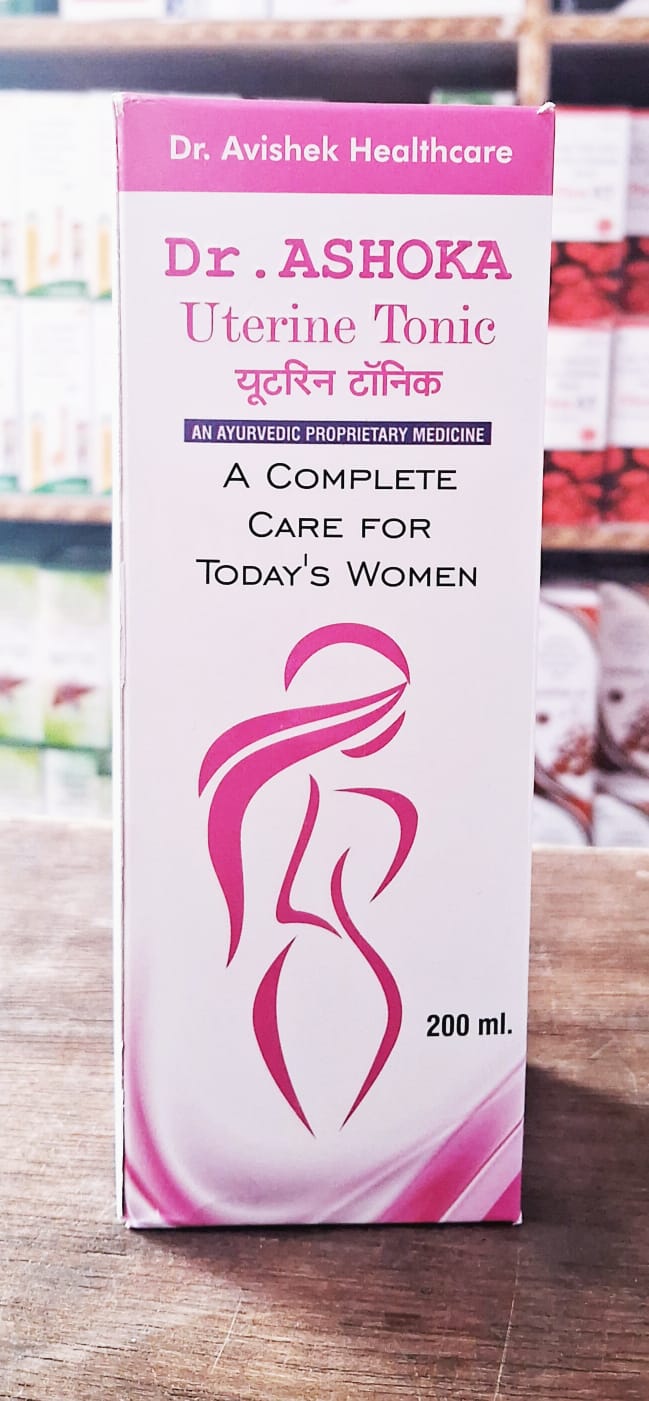 Dr. Avishek Healthcare
Dr. ASHOKA
Uterine Tonic
यूटरिन टॉनिक
AN AYURVEDIC PROPRIETARY MEDICINE
A COMPLETE
CARE FOR
TODAY'S WOMEN
200 ml.